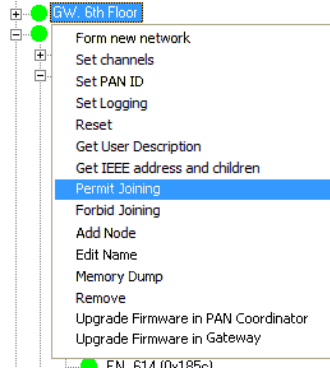 GW. 6th Floor
Form new network
Set channels
Set PAN ID
Set Logging
Reset
Get User Description
Get IEEE address and children
Permit Joining
Forbid Joining
Add Node
Edit Name
Memory Dump
Remove
Upgrade Firmware in PAN Coordinator
Upgrade Firmware in Gateway
EN_614 (0x185c)